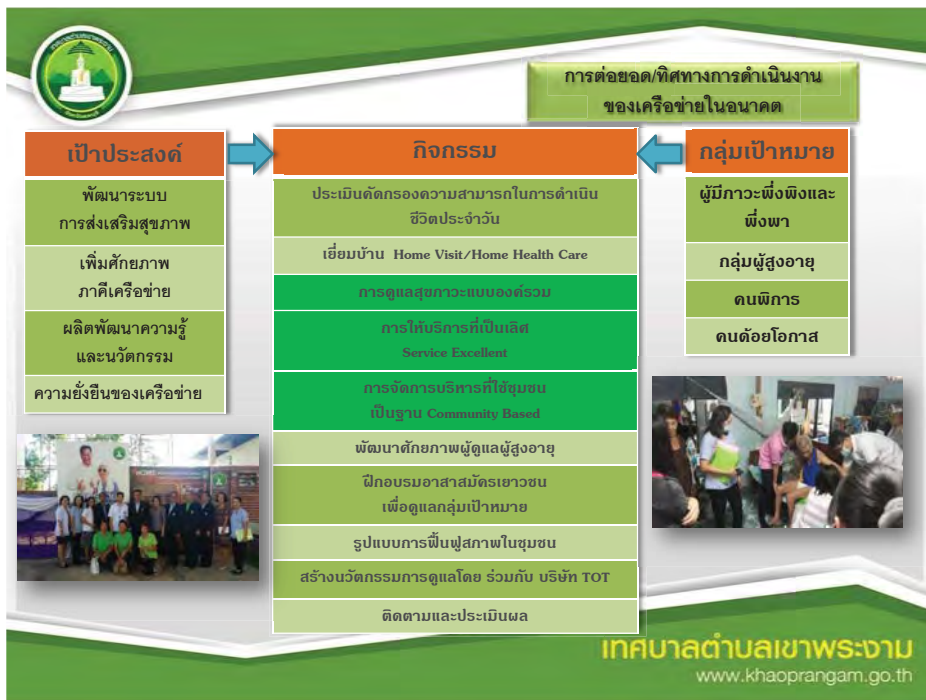 การต่อยอด/ทิศทางการดำเนินงาน
ของเครือข่ายในอนาคต
เป้าประสงค์
พัฒนาระบบ
การส่งเสริมสุขภาพ
เพิ่มศักยภาพ
ภาคีเครือข่าย
ผลิตพัฒนาความรู้
และนวัตกรรม
ความยั่งยืนของเครือข่าย
กิจกรรม
ประเมินคัดกรองความสามารถในการดำเนิน
ชีวิตประจำวัน
เยี่ยมบ้าน Home Visit/Home Health Care
การดูแลสุขภาวะแบบองค์รวม
การให้บริการที่เป็นเลิศ
Service Excellent
การจัดการบริหารที่ใช้ชุมชน
เป็นฐาน Community Based
พัฒนาศักยภาพผู้ดูแลผู้สูงอายุ
ฝึกอบรมอาสาสมัครเยาวชน
เพื่อดูแลกลุ่มเป้าหมาย
รูปแบบการฟื้นฟูสภาพในชุมชน
สร้างนวัตกรรมการดูแลโดย ร่วมกับ บริษัท TOT
ติดตามและประเมินผล
กลุ่มเป้าหมาย
ผู้มีภาวะพึ่งพิงและ
พึ่งพา
กลุ่มผู้สูงอายุ
คนพิการ
คนด้อยโอกาส
เทศบาลตำบลเขาพระงาม
www.khaoprangam.go.th